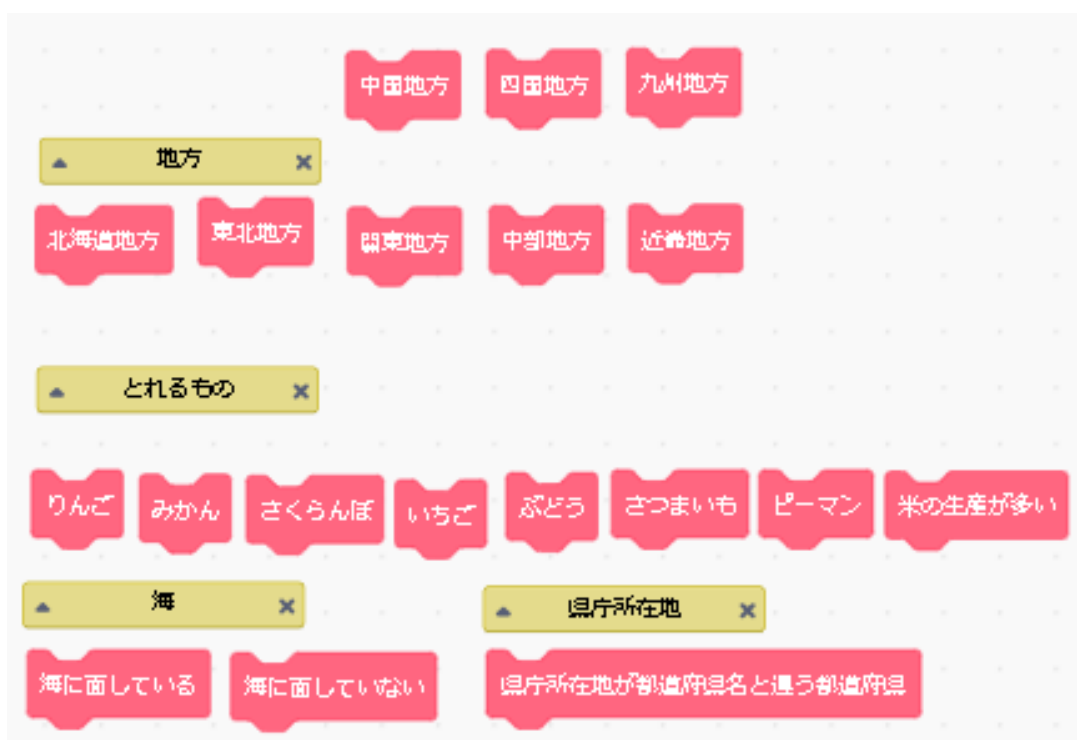 中国地方 四国地方 九州地方
地方
北海道地方 東北地方 関東地方 中部地方 近畿地方
とれるもの
りんご みかん さくらんぼ いちご ぶどう さつまいも ピーマン 米の生産が多い
海 県庁所在地
海に面している 海に面していない 県庁所在地が都道府県名と違う都道府県